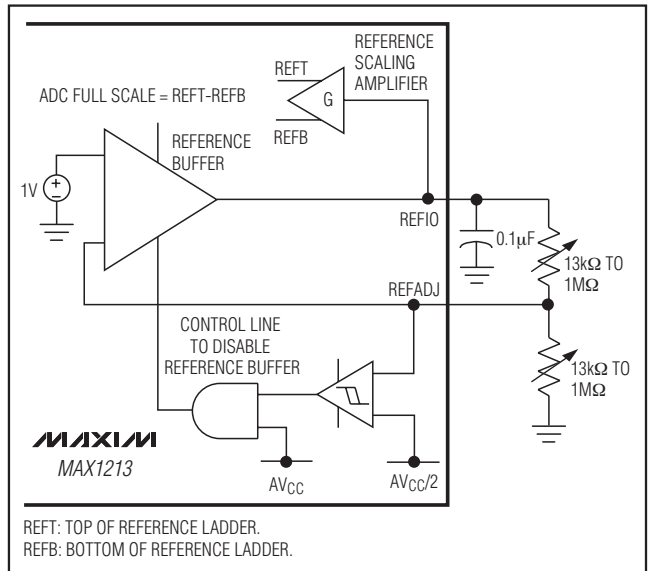 REFERENCE
SCALING
AMPLIFIER
REFT
G
REFB
ADC FULL SCALE = REFT-REFB
REFERENCE
BUFFER
1V
REFIO
0.1µF
13kΩ TO
1MΩ
REFADJ
13kΩ TO
1MΩ
CONTROL LINE
TO DISABLE
REFERENCE BUFFER
MAXIM
MAX1213
AVCC
AVCC/2
REFT: TOP OF REFERENCE LADDER.
REFB: BOTTOM OF REFERENCE LADDER.